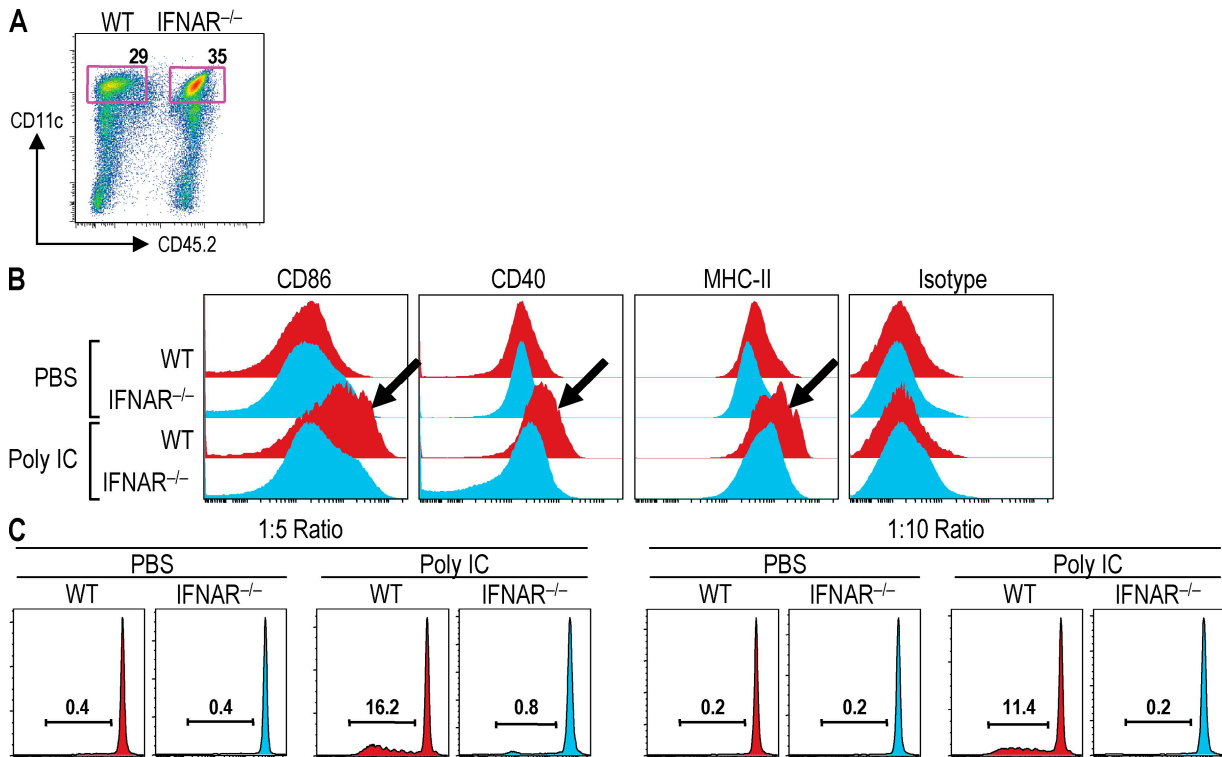 A
WT IFNAR–/–
29 35
CD11c
CD45.2
B
CD86 CD40 MHC-II Isotype
PBS
WT
IFNAR–/–
Poly IC
WT
IFNAR–/–
C
1:5 Ratio 1:10 Ratio
PBS Poly IC PBS Poly IC
WT IFNAR–/– WT IFNAR–/– WT IFNAR–/– WT IFNAR–/–
0.4 0.4 16.2 0.8 0.2 0.2 11.4 0.2